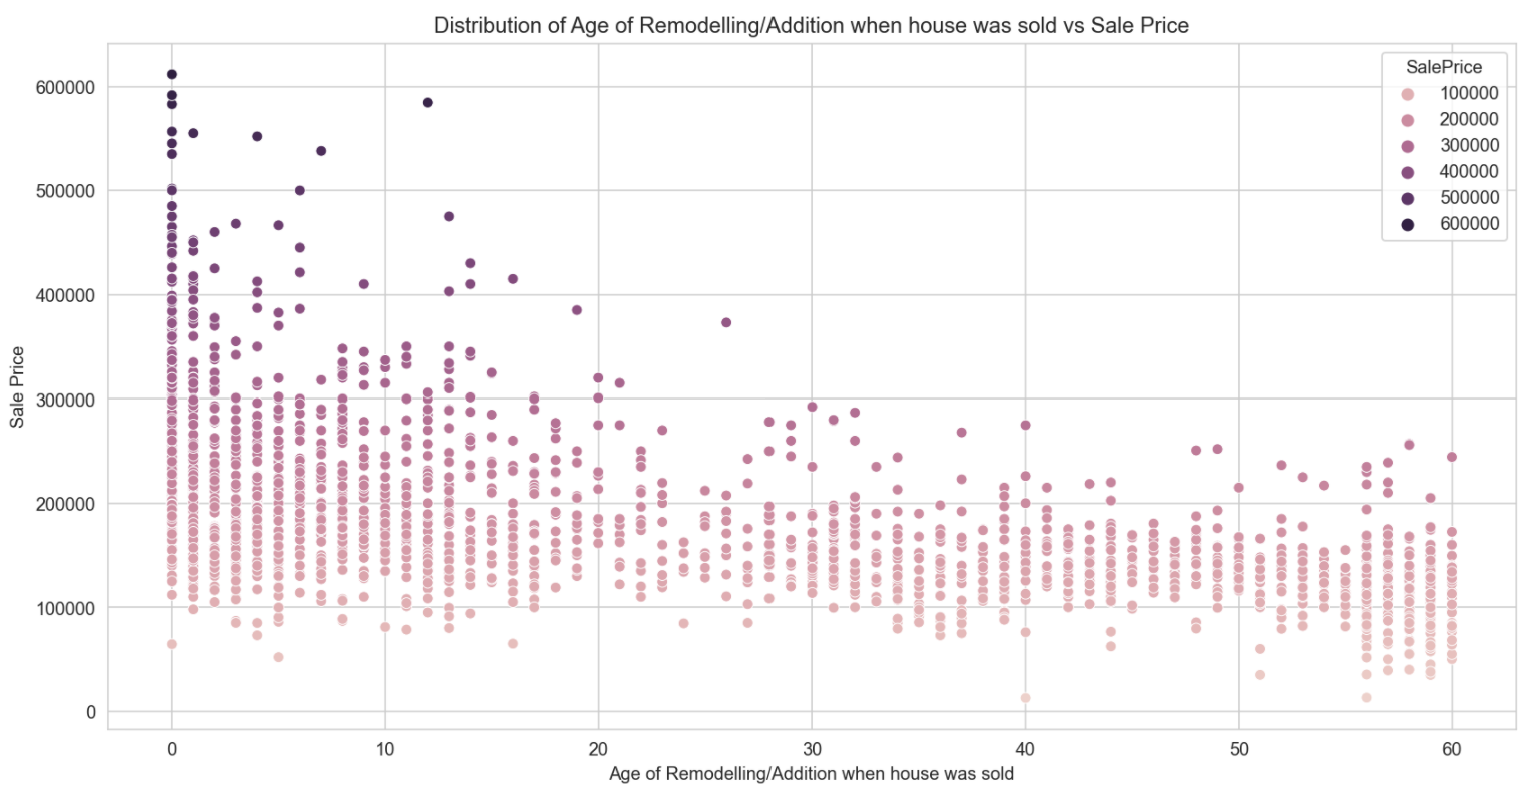 Distribution of Age of Remodelling/Addition when house was sold vs Sale Price
SalePrice
100000
200000
300000
400000
500000
600000
Sale Price
600000
500000
400000
300000
200000
100000
0
0 10 20 30 40 50 60
Age of Remodelling/Addition when house was sold